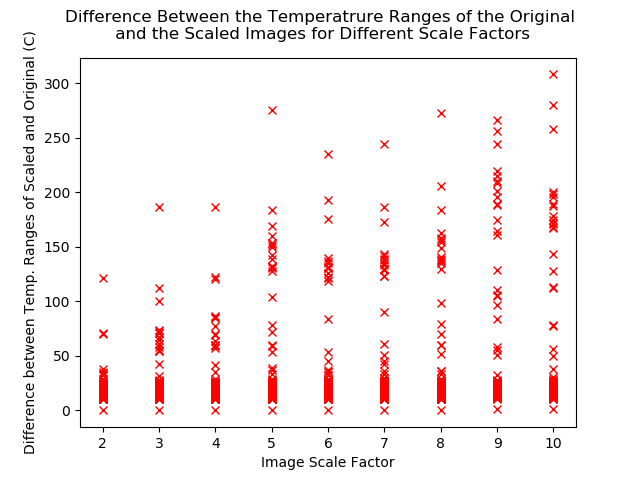 Difference Between the Temperatrure Ranges of the Original
and the Scaled Images for Different Scale Factors
Difference between Temp. Ranges of Scaled and Original (C)
300
250
200
150
100
50
0
2 3 4 5 6 7 8 9 10
Image Scale Factor